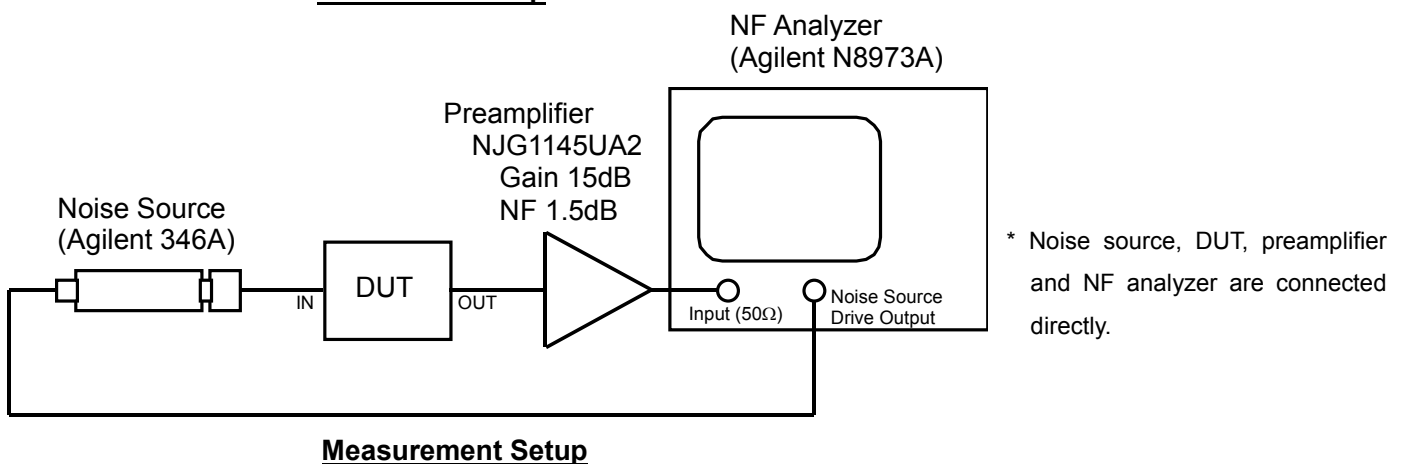 NF Analyzer
(Agilent N8973A)
Preamplifier
NJG1145UA2
Gain 15dB
NF 1.5dB
Noise Source
(Agilent 346A)
IN
DUT
OUT
Input (50Ω)
Noise Source
Drive Output
* Noise source, DUT, preamplifier
and NF analyzer are connected
directly.
Measurement Setup